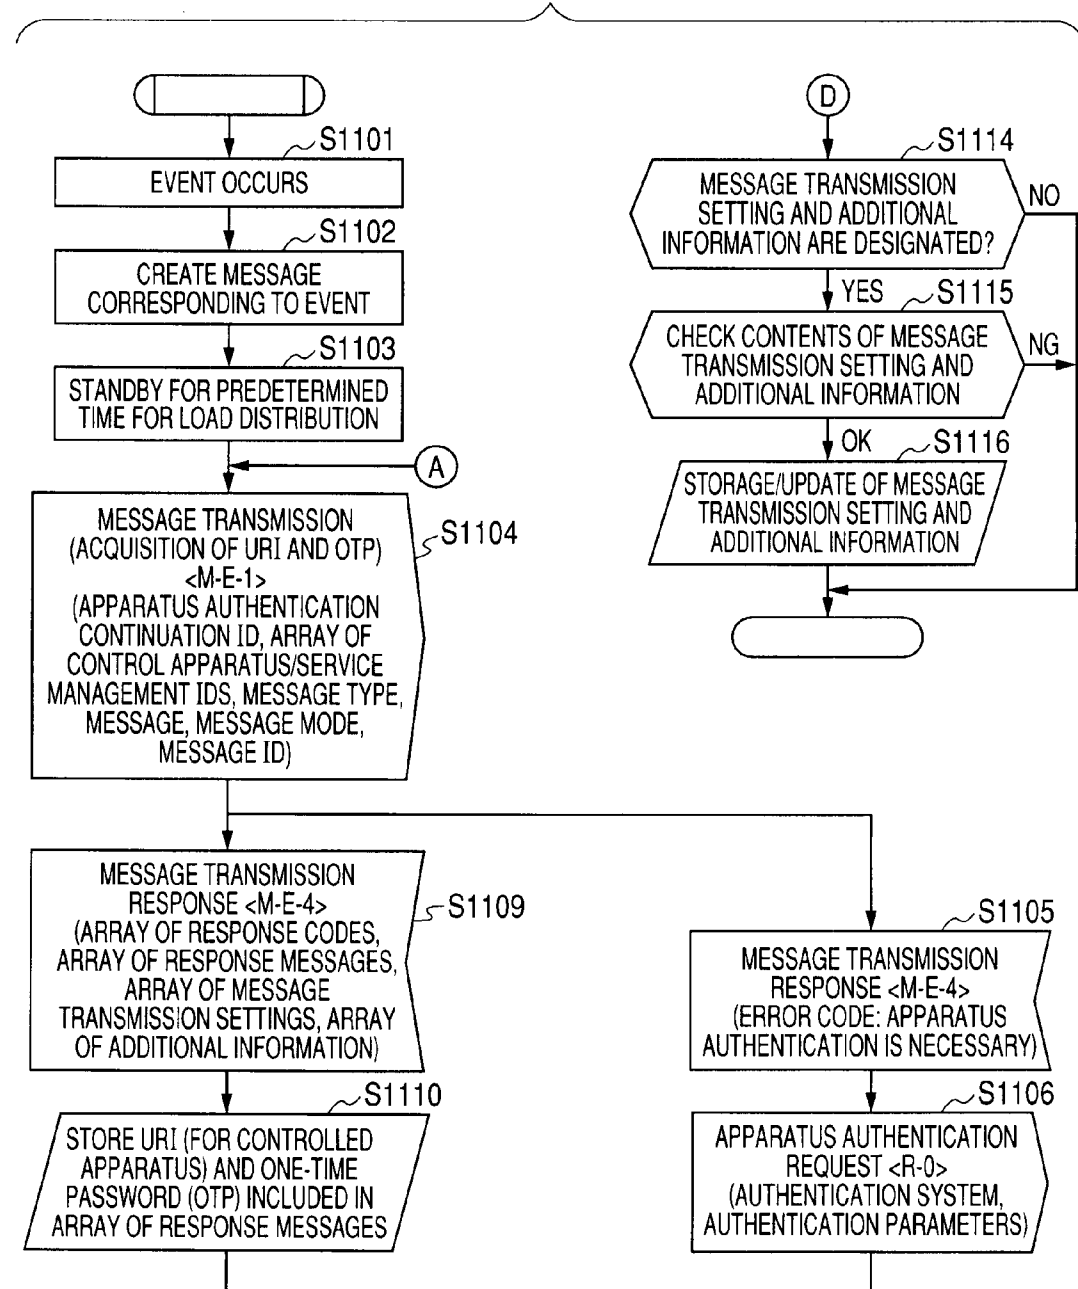 S1101
EVENT OCCURS
S1102
CREATE MESSAGE
CORRESPONDING TO EVENT
S1103
STANDBY FOR PREDETERMINED
TIME FOR LOAD DISTRIBUTION
A
S1104
MESSAGE TRANSMISSION
(ACQUISITION OF URI AND OTP)
<M-E-1>
(APPARATUS AUTHENTICATION
CONTINUATION ID, ARRAY OF
CONTROL APPARATUS/SERVICE
MANAGEMENT IDS, MESSAGE TYPE,
MESSAGE, MESSAGE MODE,
MESSAGE ID)
S1109
MESSAGE TRANSMISSION
RESPONSE <M-E-4>
(ARRAY OF RESPONSE CODES,
ARRAY OF RESPONSE MESSAGES,
ARRAY OF MESSAGE
TRANSMISSION SETTINGS, ARRAY
OF ADDITIONAL INFORMATION)
S1110
STORE URI (FOR CONTROLLED
APPARATUS) AND ONE-TIME
PASSWORD (OTP) INCLUDED IN
ARRAY OF RESPONSE MESSAGES
S1105
MESSAGE TRANSMISSION
RESPONSE <M-E-4>
(ERROR CODE: APPARATUS
AUTHENTICATION IS NECESSARY)
S1106
APPARATUS AUTHENTICATION
REQUEST <R-0>
(AUTHENTICATION SYSTEM,
AUTHENTICATION PARAMETERS)
D
S1114
MESSAGE TRANSMISSION
SETTING AND ADDITIONAL
INFORMATION ARE DESIGNATED?
NO
YES
S1115
CHECK CONTENTS OF MESSAGE
TRANSMISSION SETTING AND
ADDITIONAL INFORMATION
NG
OK
S1116
STORAGE/UPDATE OF MESSAGE
TRANSMISSION SETTING AND
ADDITIONAL INFORMATION